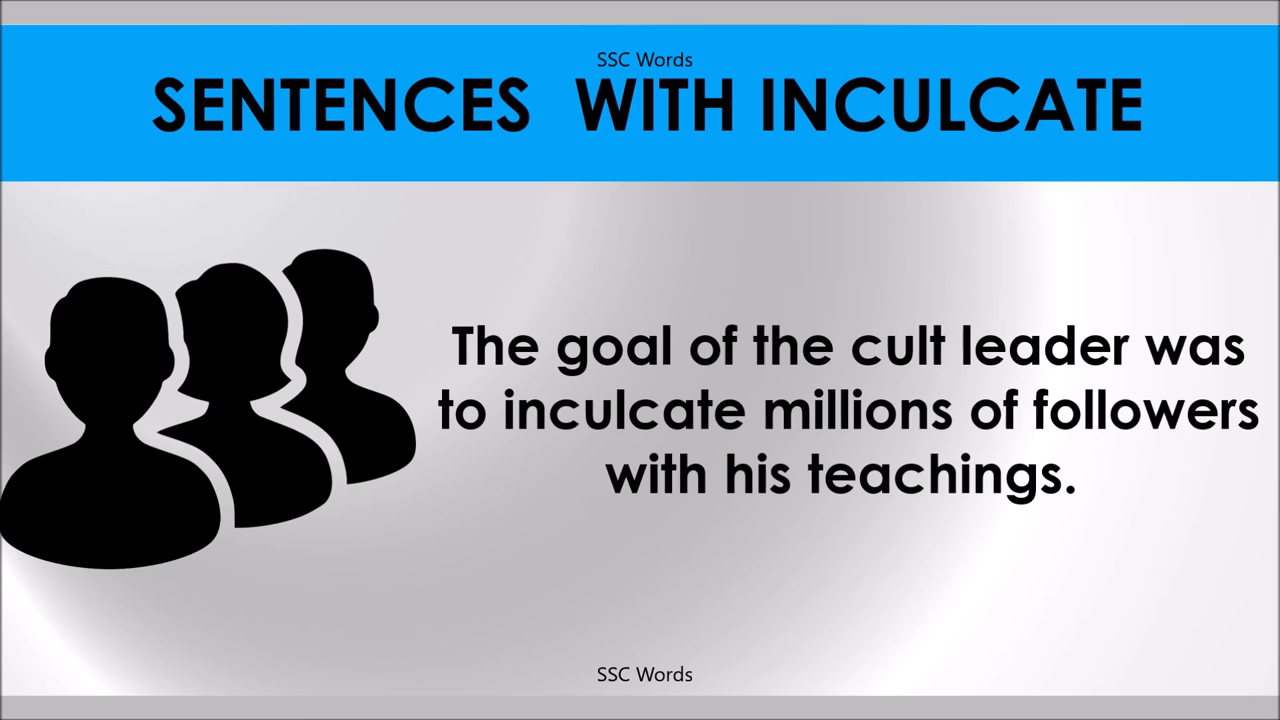 SSC Words
SENTENCES WITH INCULCATE
The goal of the cult leader was
to inculcate millions of followers
with his teachings.
SSC Words